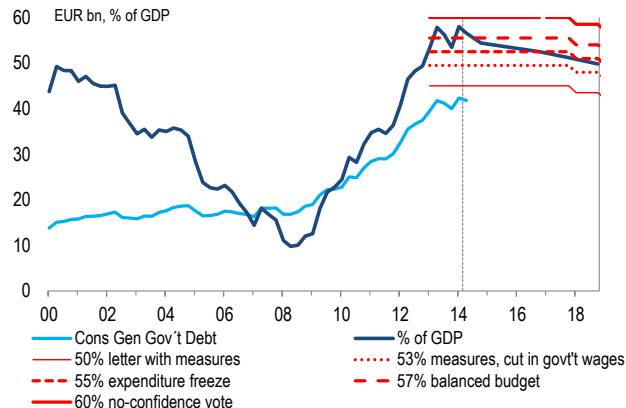 EUR bn, % of GDP
60
50
40
30
20
10
0
00 02 04 06 08 10 12 14 16 18
Cons Gen Gov´t Debt % of GDP
50% letter with measures 53% measures, cut in govt't wages
55% expenditure freeze 57% balanced budget
60% no-confidence vote